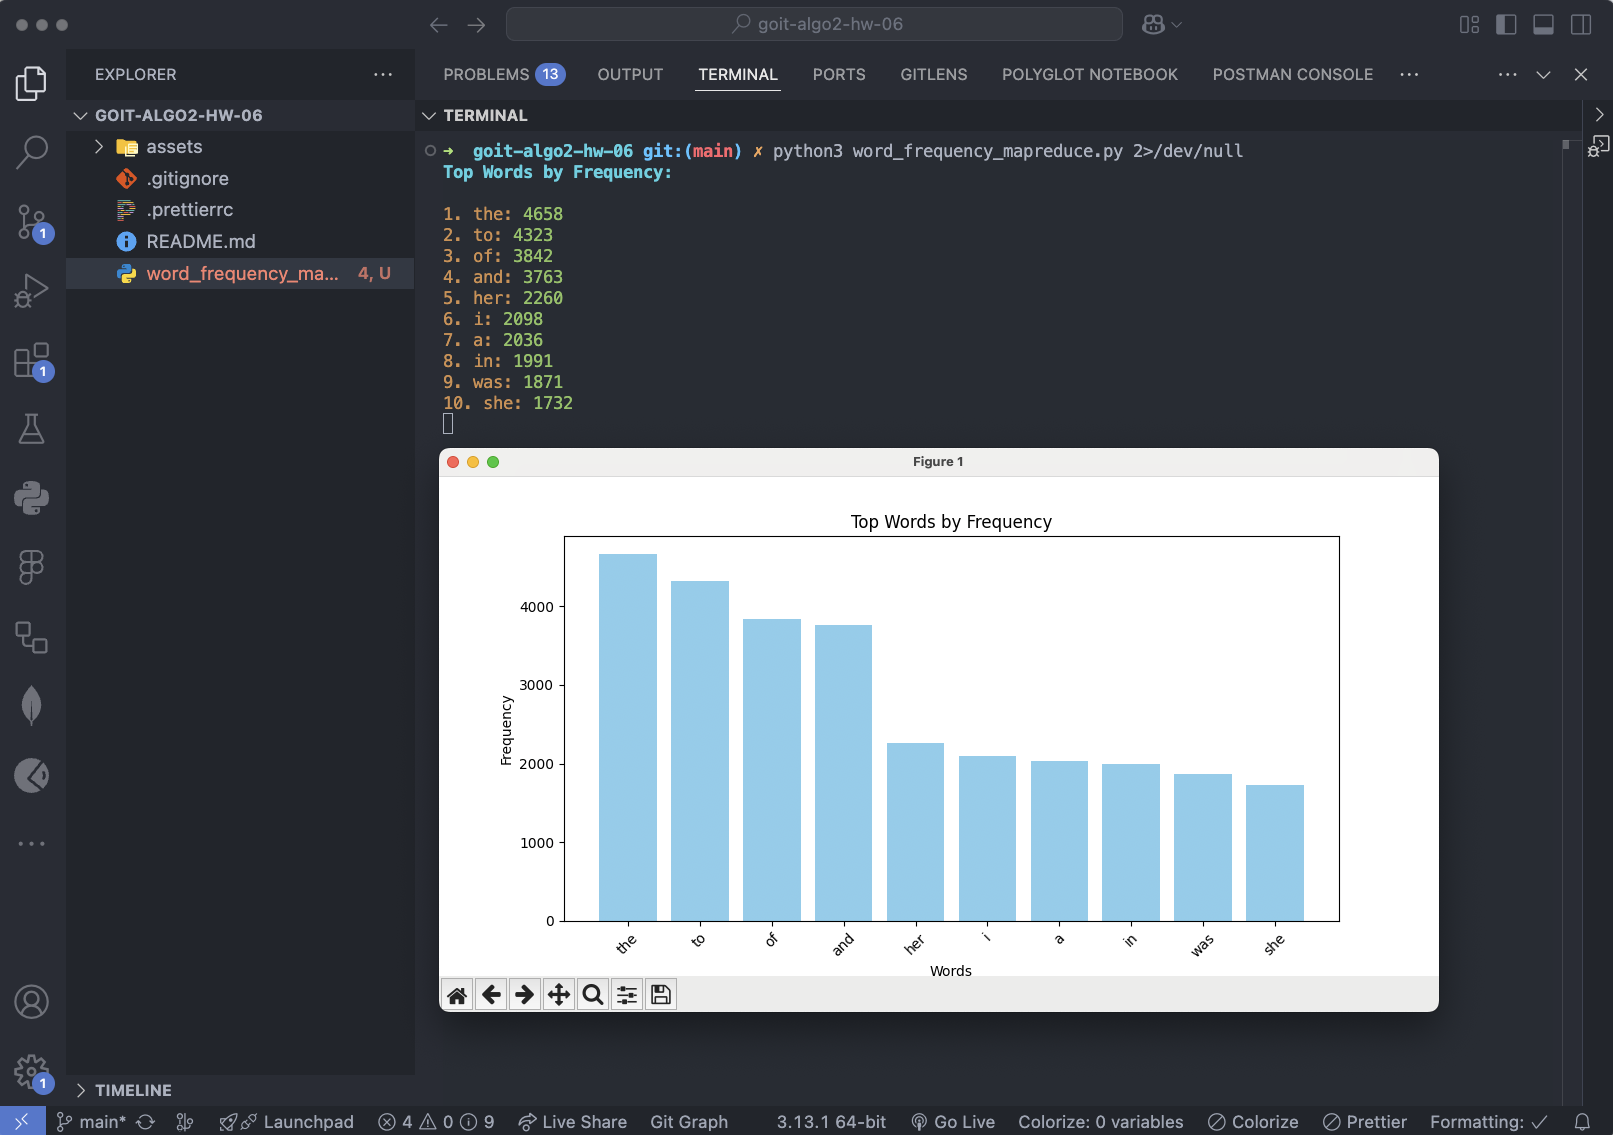 goit-algo2-hw-06
EXPLORER
GOIT-ALGO2-HW-06
assets
.gitignore
.prettierrc
README.md
word_frequency_ma... 4, U
TIMELINE
1
1
1
PROBLEMS 13 OUTPUT TERMINAL PORTS GITLENS POLYGLOT NOTEBOOK POSTMAN CONSOLE
TERMINAL
➜ goit-algo2-hw-06 git:(main) ✗ python3 word_frequency_mapreduce.py 2>/dev/null
Top Words by Frequency:
1. the: 4658
2. to: 4323
3. of: 3842
4. and: 3763
5. her: 2260
6. i: 2098
7. a: 2036
8. in: 1991
9. was: 1871
10. she: 1732
Figure 1
Top Words by Frequency
4000
3000
2000
1000
0
Frequency
the to of and her i a in was she
Words
main* Launchpad 4 0 9 Live Share Git Graph 3.13.1 64-bit Go Live Colorize: 0 variables Colorize Prettier Formatting: ✓